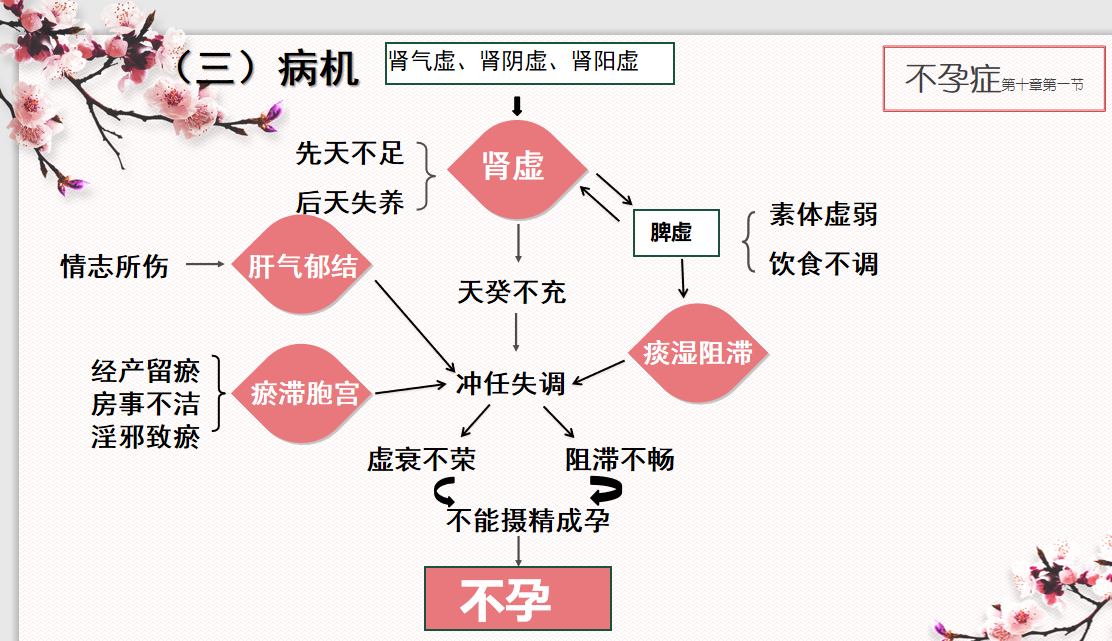 （三）病机
肾气虚、肾阴虚、肾阳虚
不孕症第十章第一节
先天不足
后天失养
肾虚
脾虚
素体虚弱
饮食不调
情志所伤
肝气郁结
天癸不充
痰湿阻滞
经产留瘀
房事不洁
淫邪致瘀
瘀滞胞宫
冲任失调
虚衰不荣
阻滞不畅
不能摄精成孕
不孕